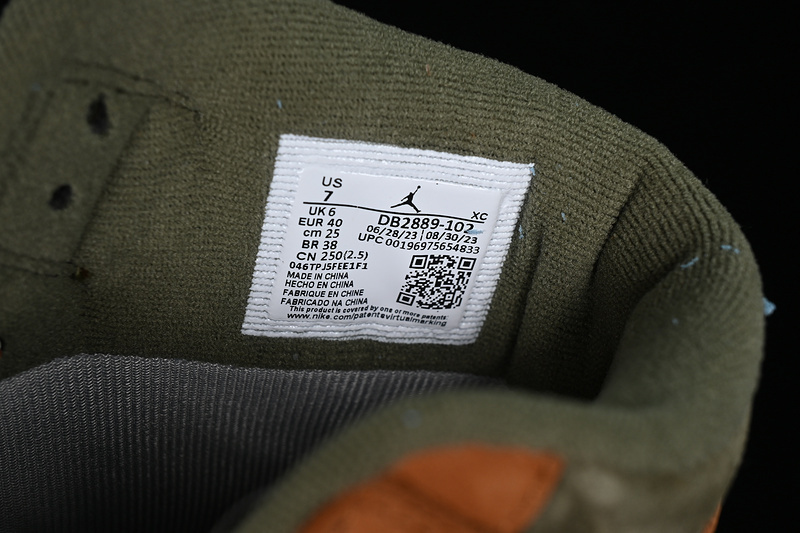 US
7
XC
UK 6
DB2889-102
EUR 40
06/28/23 08/30/23
cm 25
UPC 00196975654833
BR 38
CN 250(2.5)
046TPJ5FEE1F1
MADE IN CHINA
HECHO EN CHINA
FABRIQUE EN CHINE
FABRICADO NA CHINA
This product is covered by one or more patents
www.nike.com/patentsvirtualmarking